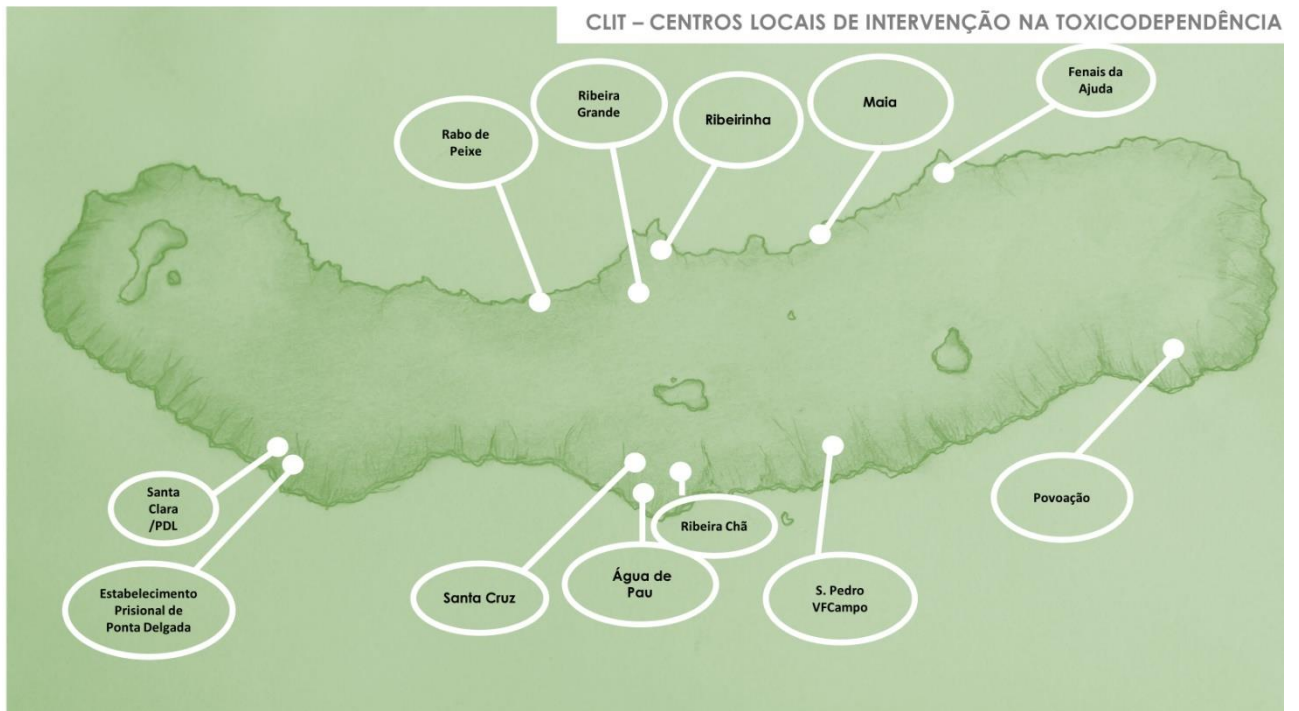 CLIT – CENTROS LOCAIS DE INTERVENÇÃO NA TOXICODEPENDÊNCIA
Fenais da
Ajuda
Ribeira
Grande
Maia
Ribeirinha
Rabo de
Peixe
Santa
Clara
/PDL
Povoação
Ribeira Chã
Estabelecimento
Prisional de
Ponta Delgada
Santa Cruz
Água de
Pau
S. Pedro
VFCampo